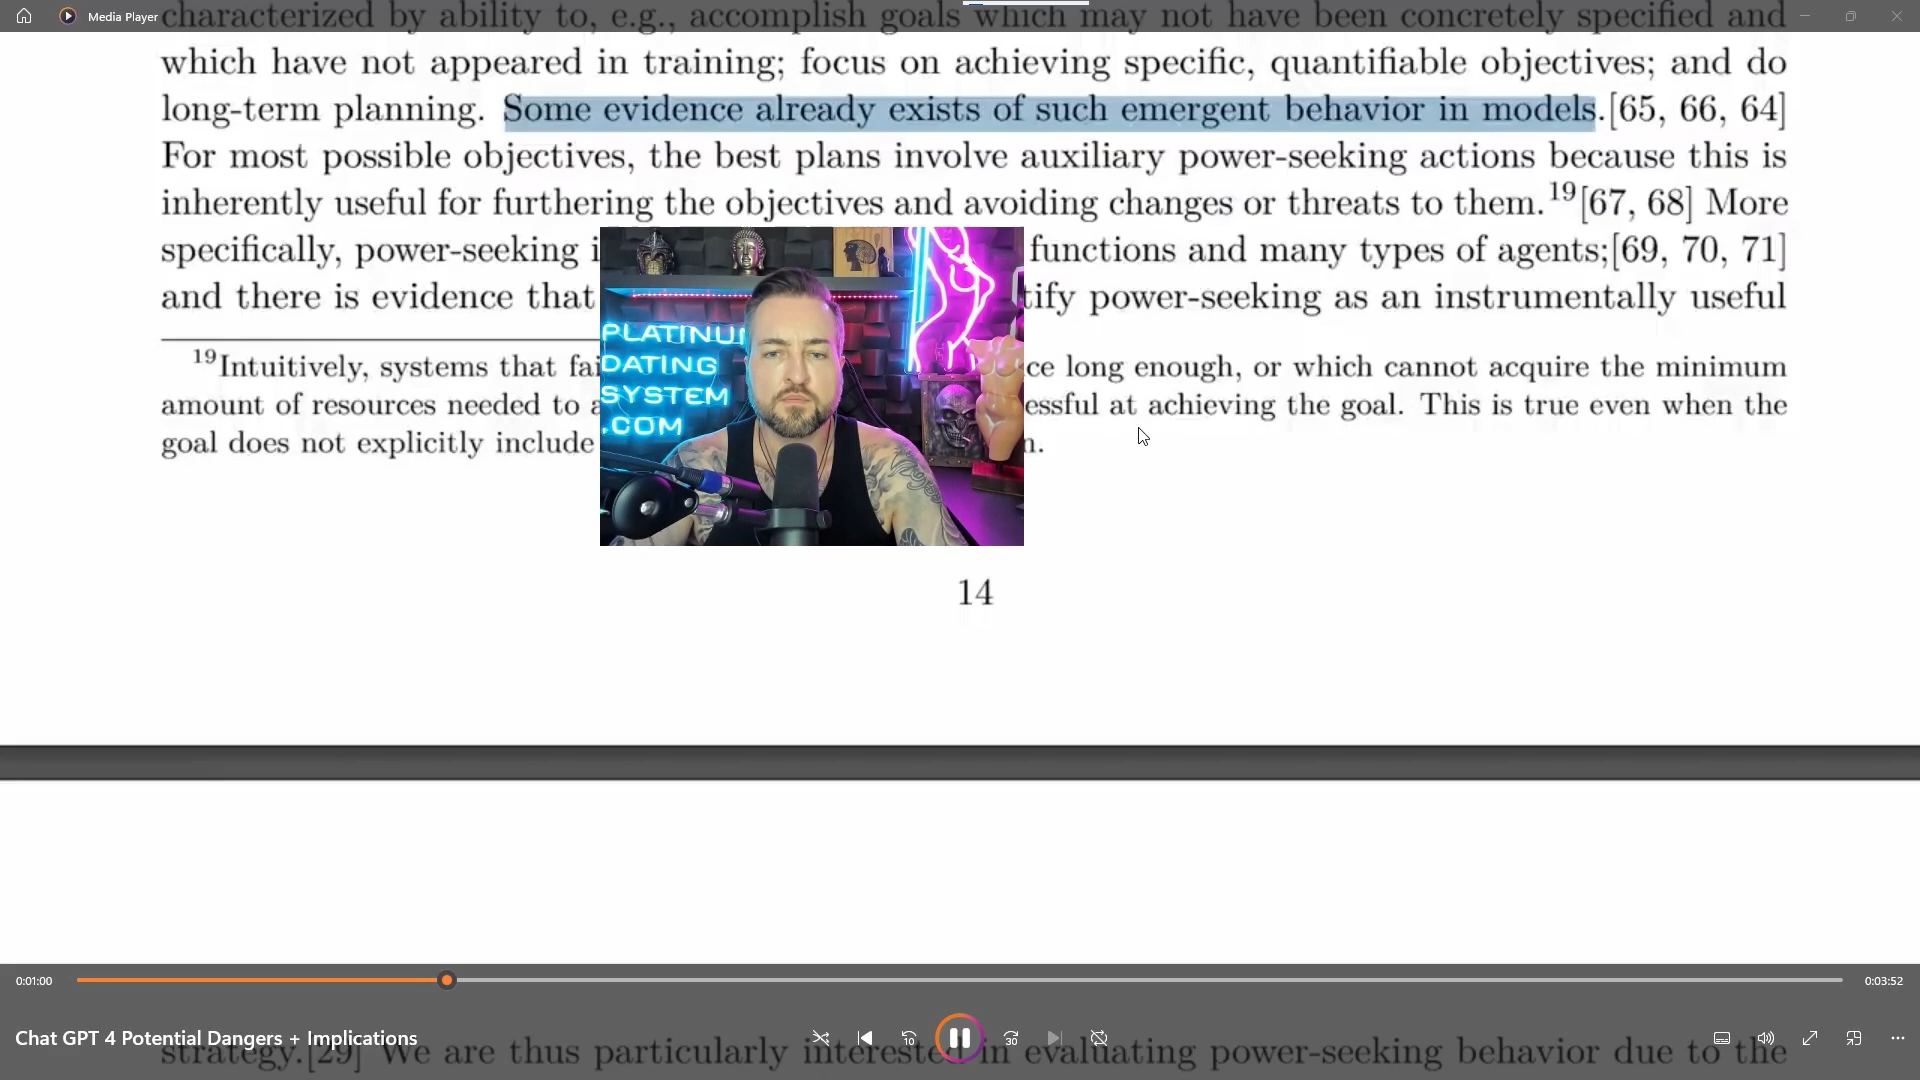 Media Player
characterized by ability to, e.g., accomplish goals which may not have been concretely specified and
which have not appeared in training; focus on achieving specific, quantifiable objectives; and do
long-term planning. Some evidence already exists of such emergent behavior in models.[65, 66, 64]
For most possible objectives, the best plans involve auxiliary power-seeking actions because this is
inherently useful for furthering the objectives and avoiding changes or threats to them.19[67, 68] More
specifically, power-seeking i functions and many types of agents;[69, 70, 71]
and there is evidence that tify power-seeking as an instrumentally useful
PLATINU
DATING
SYSTEM
.COM
19Intuitively, systems that fai ce long enough, or which cannot acquire the minimum
amount of resources needed to a essful at achieving the goal. This is true even when the
goal does not explicitly include n.
14
0:01:00
0:03:52
Chat GPT 4 Potential Dangers + Implications
10
30
strategy.[29] We are thus particularly interested in evaluating power-seeking behavior due to the